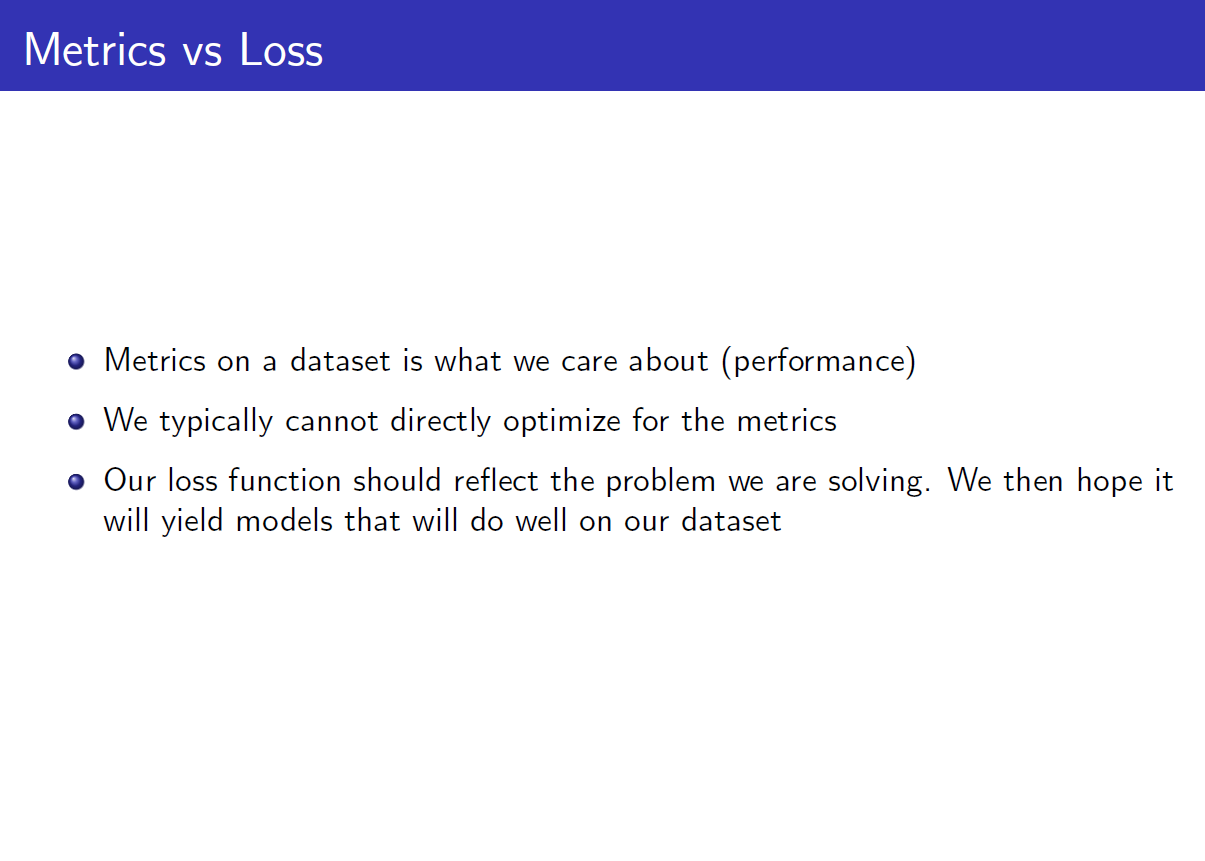 Metrics vs Loss
Metrics on a dataset is what we care about (performance)
We typically cannot directly optimize for the metrics
Our loss function should reflect the problem we are solving. We then hope it
will yield models that will do well on our dataset